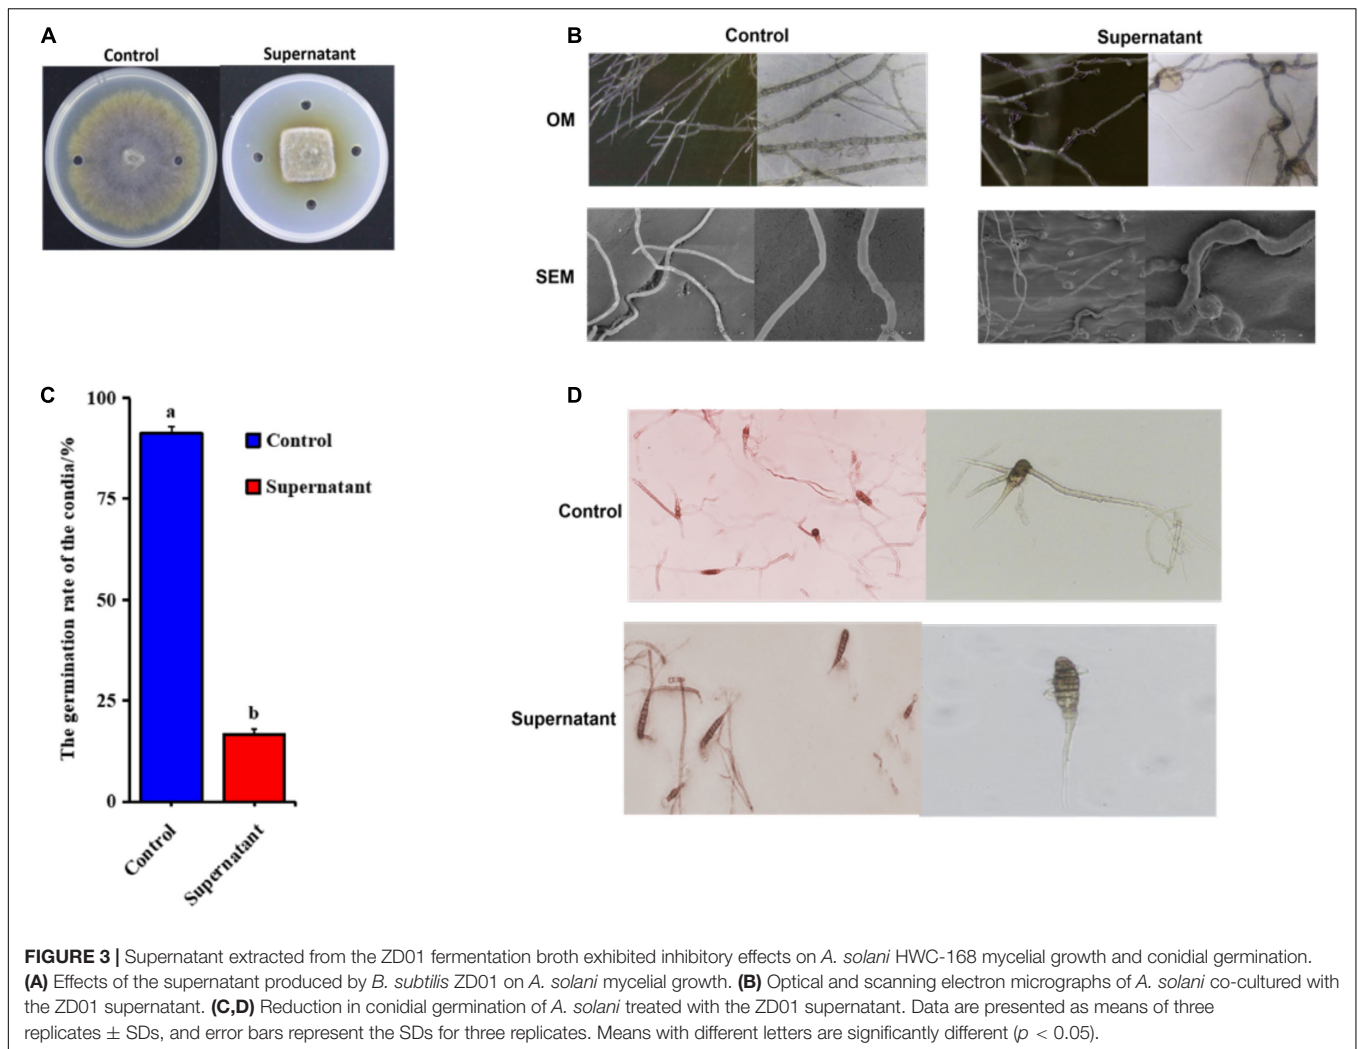 A
Control
Supernatant
B
Control
Supernatant
OM
SEM
C
100
75
50
25
0
The germination rate of the condia/%
a
b
Control
Supernatant
Control
Supernatant
D
Control
Supernatant
FIGURE 3 | Supernatant extracted from the ZD01 fermentation broth exhibited inhibitory effects on A. solani HWC-168 mycelial growth and conidial germination.
(A) Effects of the supernatant produced by B. subtilis ZD01 on A. solani mycelial growth. (B) Optical and scanning electron micrographs of A. solani co-cultured with
the ZD01 supernatant. (C,D) Reduction in conidial germination of A. solani treated with the ZD01 supernatant. Data are presented as means of three
replicates ± SDs, and error bars represent the SDs for three replicates. Means with different letters are significantly different (p < 0.05).